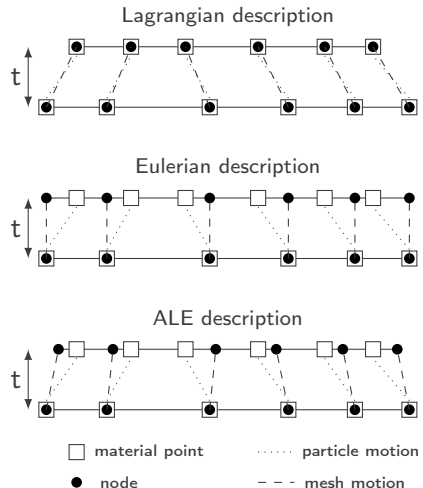 Lagrangian description
t
Eulerian description
t
ALE description
t
material point
particle motion
node
mesh motion